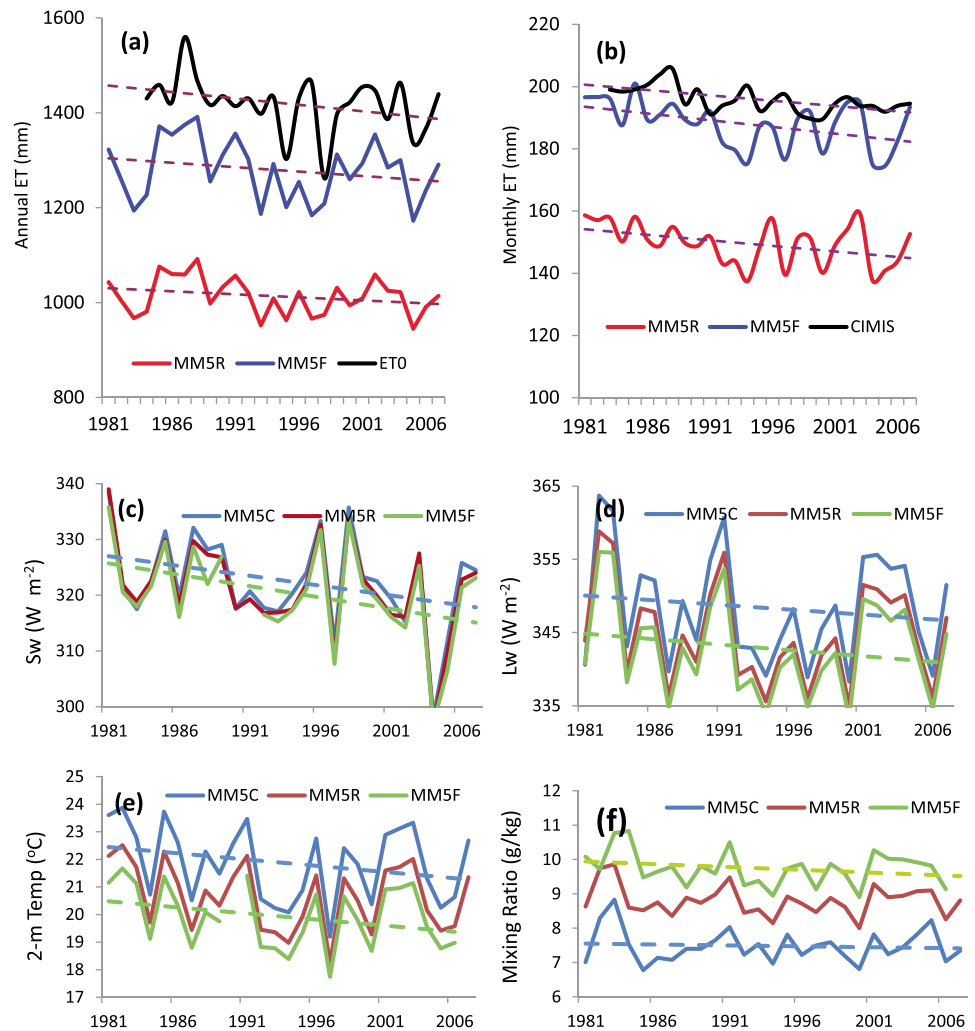 (a)
Annual ET (mm)
1600
1400
1200
1000
800
MM5R MM5F ET0
1981 1986 1991 1996 2001 2006
(b)
Monthly ET (mm)
220
200
180
160
140
120
100
MM5R MM5F CIMIS
1981 1986 1991 1996 2001 2006
(c)
MM5C MM5R MM5F
Sw (W m-2)
340
330
320
310
300
1981 1986 1991 1996 2001 2006
(d)
MM5C MM5R MM5F
Lw (W m-2)
365
355
345
335
1981 1986 1991 1996 2001 2006
(e)
MM5C MM5R MM5F
2-m Temp (oC)
25
24
23
22
21
20
19
18
17
1981 1986 1991 1996 2001 2006
(f)
MM5C MM5R MM5F
Mixing Ratio (g/kg)
12
11
10
9
8
7
6
1981 1986 1991 1996 2001 2006